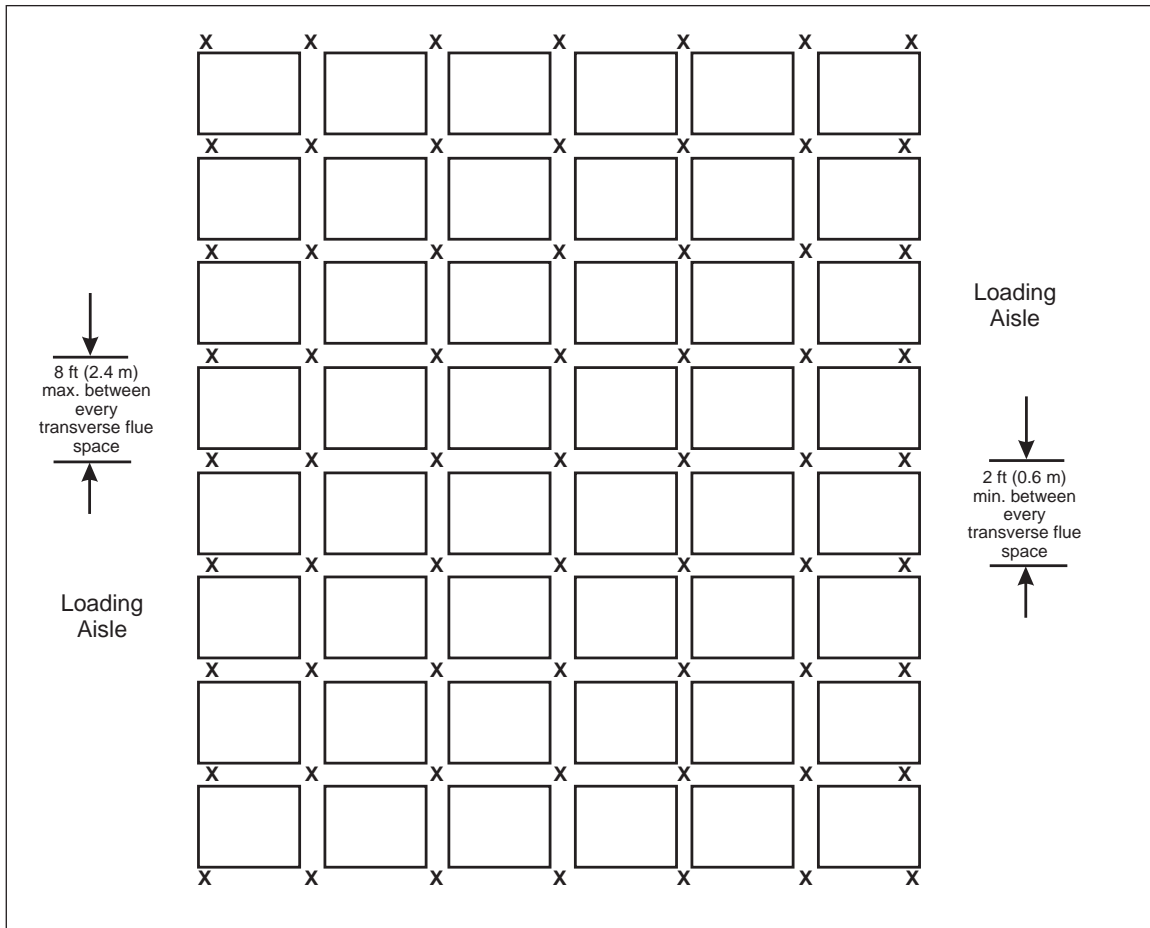 X X X X X X X
X X X X X X X
X X X X X X X
Loading
Aisle
X X X X X X X
8 ft (2.4 m)
max. between
every
transverse flue
space
X X X X X X X
2 ft (0.6 m)
min. between
every
transverse flue
space
X X X X X X X
Loading
Aisle
X X X X X X X
X X X X X X X
X X X X X X X